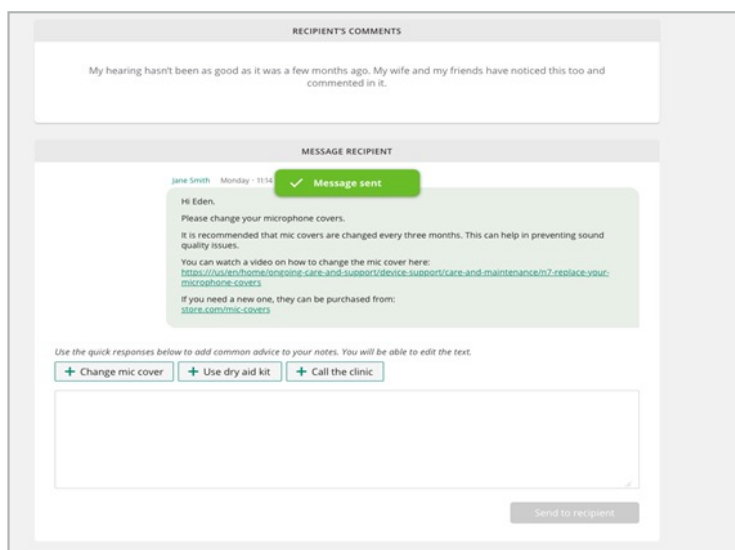 RECIPIENT'S COMMENTS
My hearing hasn't been as good as it was a few months ago. My wife and my friends have noticed this too and
commented in it.
MESSAGE RECIPIENT
Jane Smith Monday - 11:14
Message sent
Hi Eden,
Please change your microphone covers.
It is recommended that mic covers are changed every three months. This can help in preventing sound
quality issues.
You can watch a video on how to change the mic cover here:
https:///us/en/home/ongoing-care-and-support/device-support/care-and-maintenance/n7-replace-your-
microphone-covers
If you need a new one, they can be purchased from:
store.com/mic-covers
Use the quick responses below to add common advice to your notes. You will be able to edit the text.
+ Change mic cover + Use dry aid kit + Call the clinic
Send to recipient